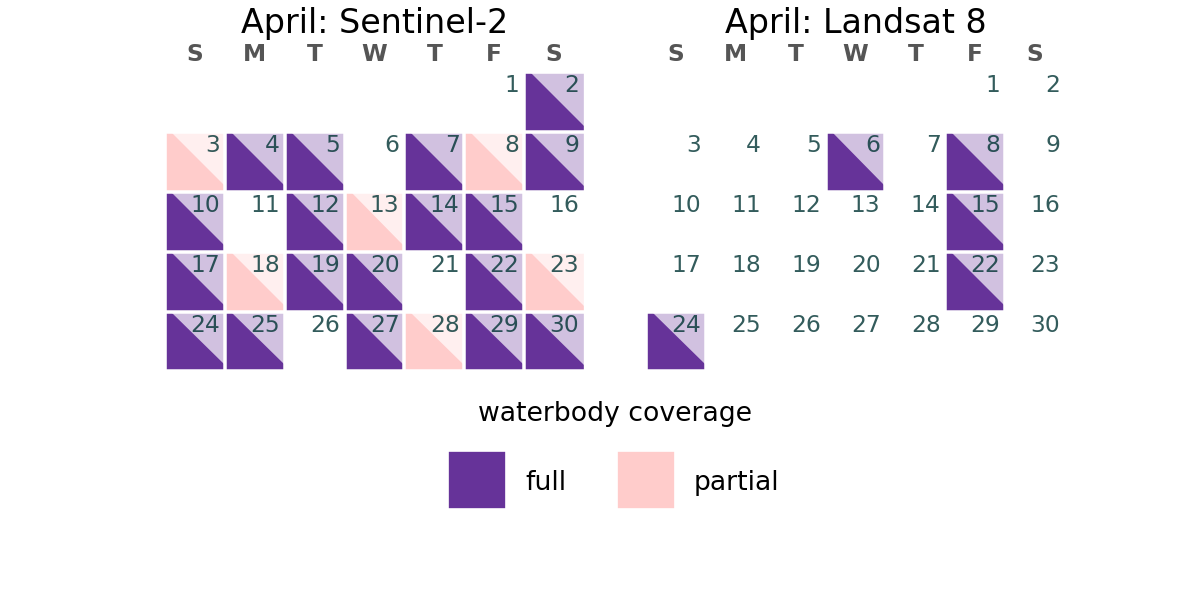 April: Sentinel-2
S M T W T F S
1 2
3 4 5 6 7 8 9
10 11 12 13 14 15 16
17 18 19 20 21 22 23
24 25 26 27 28 29 30
April: Landsat 8
S M T W T F S
1 2
3 4 5 6 7 8 9
10 11 12 13 14 15 16
17 18 19 20 21 22 23
24 25 26 27 28 29 30
waterbody coverage
full
partial